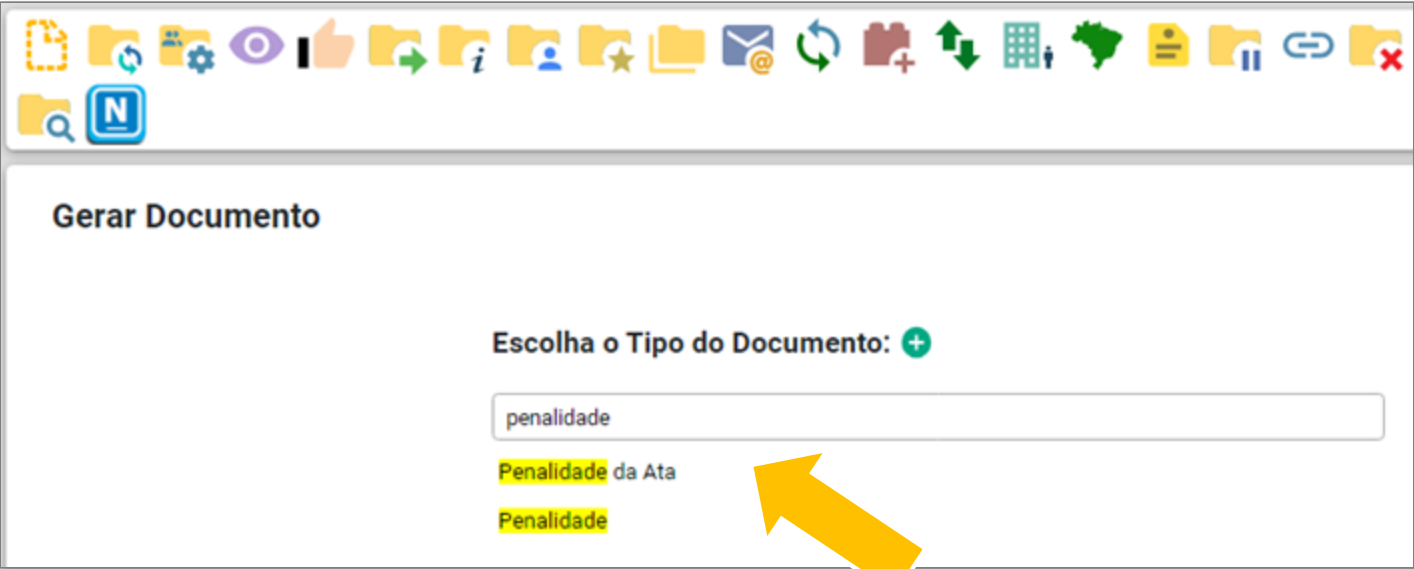 N
Gerar Documento
Escolha o Tipo do Documento:
penalidade
Penalidade da Ata
Penalidade